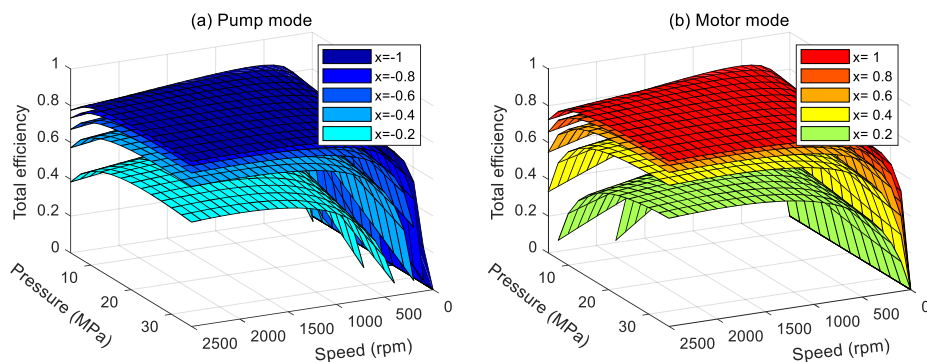 (a) Pump mode
Total efficiency
1
0.8
0.6
0.4
0.2
0
Pressure (MPa)
10
20
30
Speed (rpm)
2500
2000
1500
1000
500
0
x=-1
x=-0.8
x=-0.6
x=-0.4
x=-0.2
(b) Motor mode
Total efficiency
1
0.8
0.6
0.4
0.2
0
Pressure (MPa)
10
20
30
Speed (rpm)
2500
2000
1500
1000
500
0
x= 1
x= 0.8
x= 0.6
x= 0.4
x= 0.2